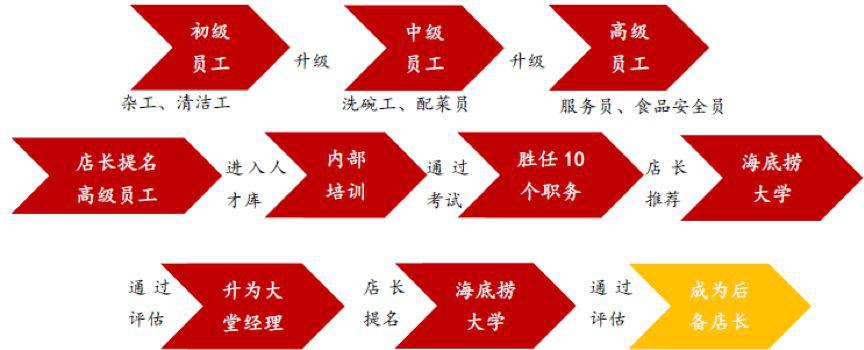 初级
员工
升级
中级
员工
升级
高级
员工
杂工、清洁工
洗碗工、配菜员
服务员、食品安全员
店长提名
高级员工
进入人
才库
内部
培训
通过
考试
胜任10
个职务
店长
推荐
海底捞
大学
通过
评估
升为大
堂经理
店长
提名
海底捞
大学
通过
评估
成为后
备店长